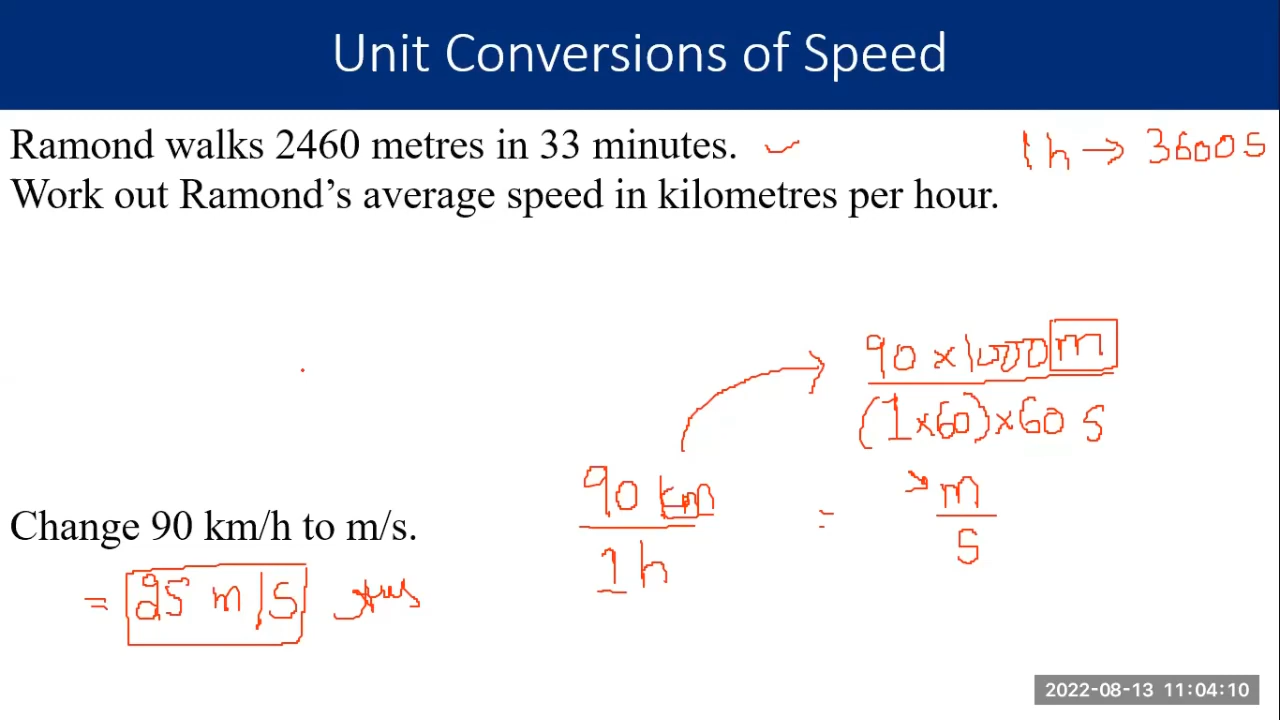 Unit Conversions of Speed
Ramond walks 2460 metres in 33 minutes.
1 h → 3600 s
Work out Ramond’s average speed in kilometres per hour.
90 × 1000 m
(1×60)×60 s
90 km
1 h
=
m
s
Change 90 km/h to m/s.
= 25 m/s
2022-08-13 11:04:10